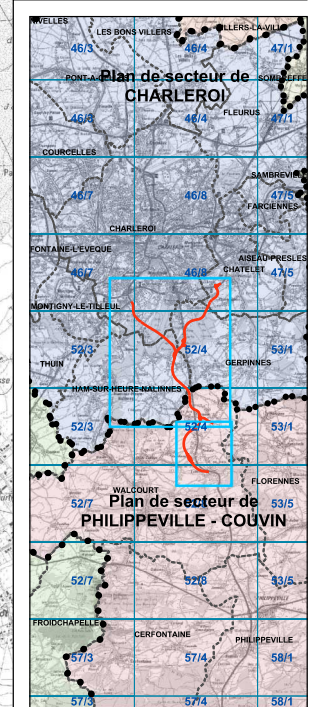 NIVELLES
LES BONS VILLERS
VILLERS-LA-VILLE
46/3 46/4 47/1
PONT-A-
SOMBREFFE
Plan de secteur de
CHARLEROI
FLEURUS
46/3 46/4 47/1
COURCELLES
SAMBREVILLE
46/7 46/8 47/5
FARCIENNES
CHARLEROI
FONTAINE-L'EVEQUE
AISEAU-PRESLES
46/7 46/8 47/5
CHATELET
MONTIGNY-LE-TILLEUL
52/3 52/4 53/1
THUIN
GERPINNES
HAM-SUR-HEURE-NALINNES
52/3 52/4 53/1
FLORENNES
WALCOURT
52/7 53/5
Plan de secteur de
PHILIPPEVILLE - COUVIN
52/7 52/8 53/5
FROIDCHAPELLE
CERFONTAINE
PHILIPPEVILLE
57/3 57/4 58/1
57/3 57/4 58/1